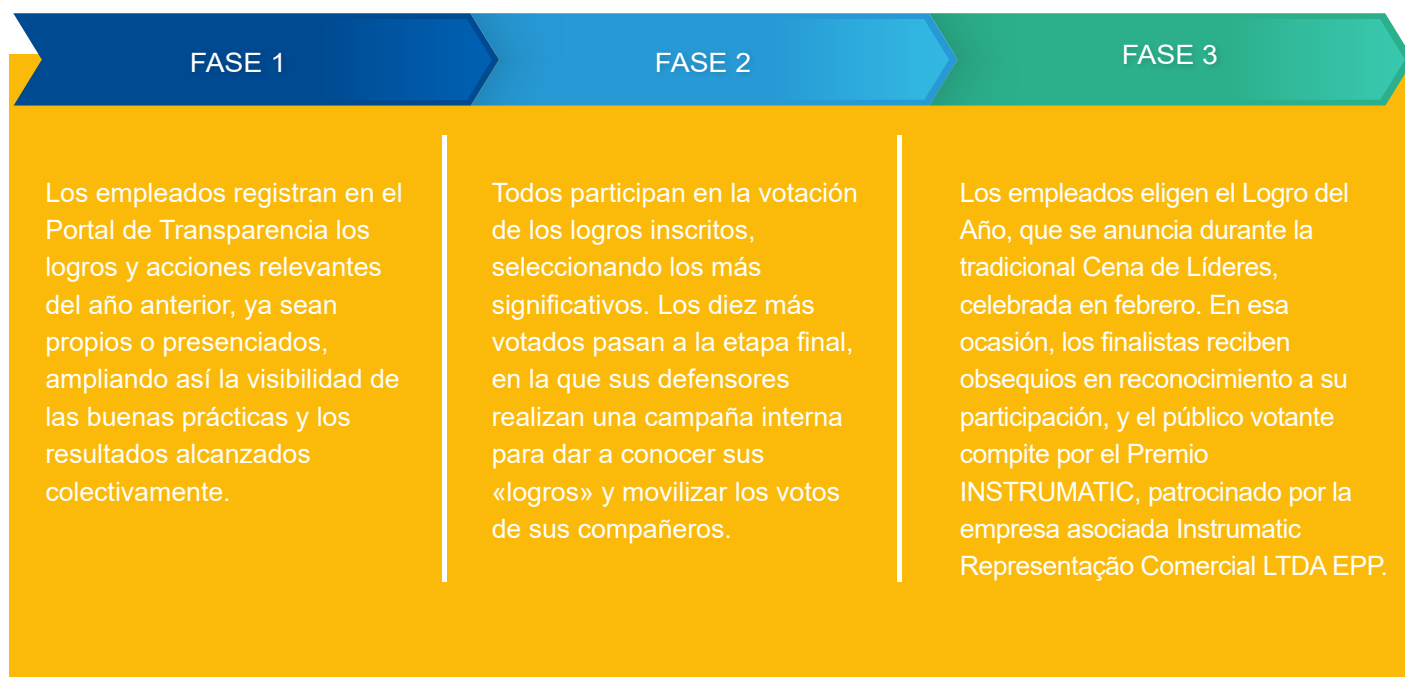 FASE 1
Los empleados registran en el
Portal de Transparencia los
logros y acciones relevantes
del año anterior, ya sean
propios o presenciados,
ampliando así la visibilidad de
las buenas prácticas y los
resultados alcanzados
colectivamente.
FASE 2
Todos participan en la votación
de los logros inscritos,
seleccionando los más
significativos. Los diez más
votados pasan a la etapa final,
en la que sus defensores
realizan una campaña interna
para dar a conocer sus
«logros» y movilizar los votos
de sus compañeros.
FASE 3
Los empleados eligen el Logro del
Año, que se anuncia durante la
tradicional Cena de Líderes,
celebrada en febrero. En esa
ocasión, los finalistas reciben
obsequios en reconocimiento a su
participación, y el público votante
compite por el Premio
INSTRUMATIC, patrocinado por la
empresa asociada Instrumatic
Representação Comercial LTDA EPP.